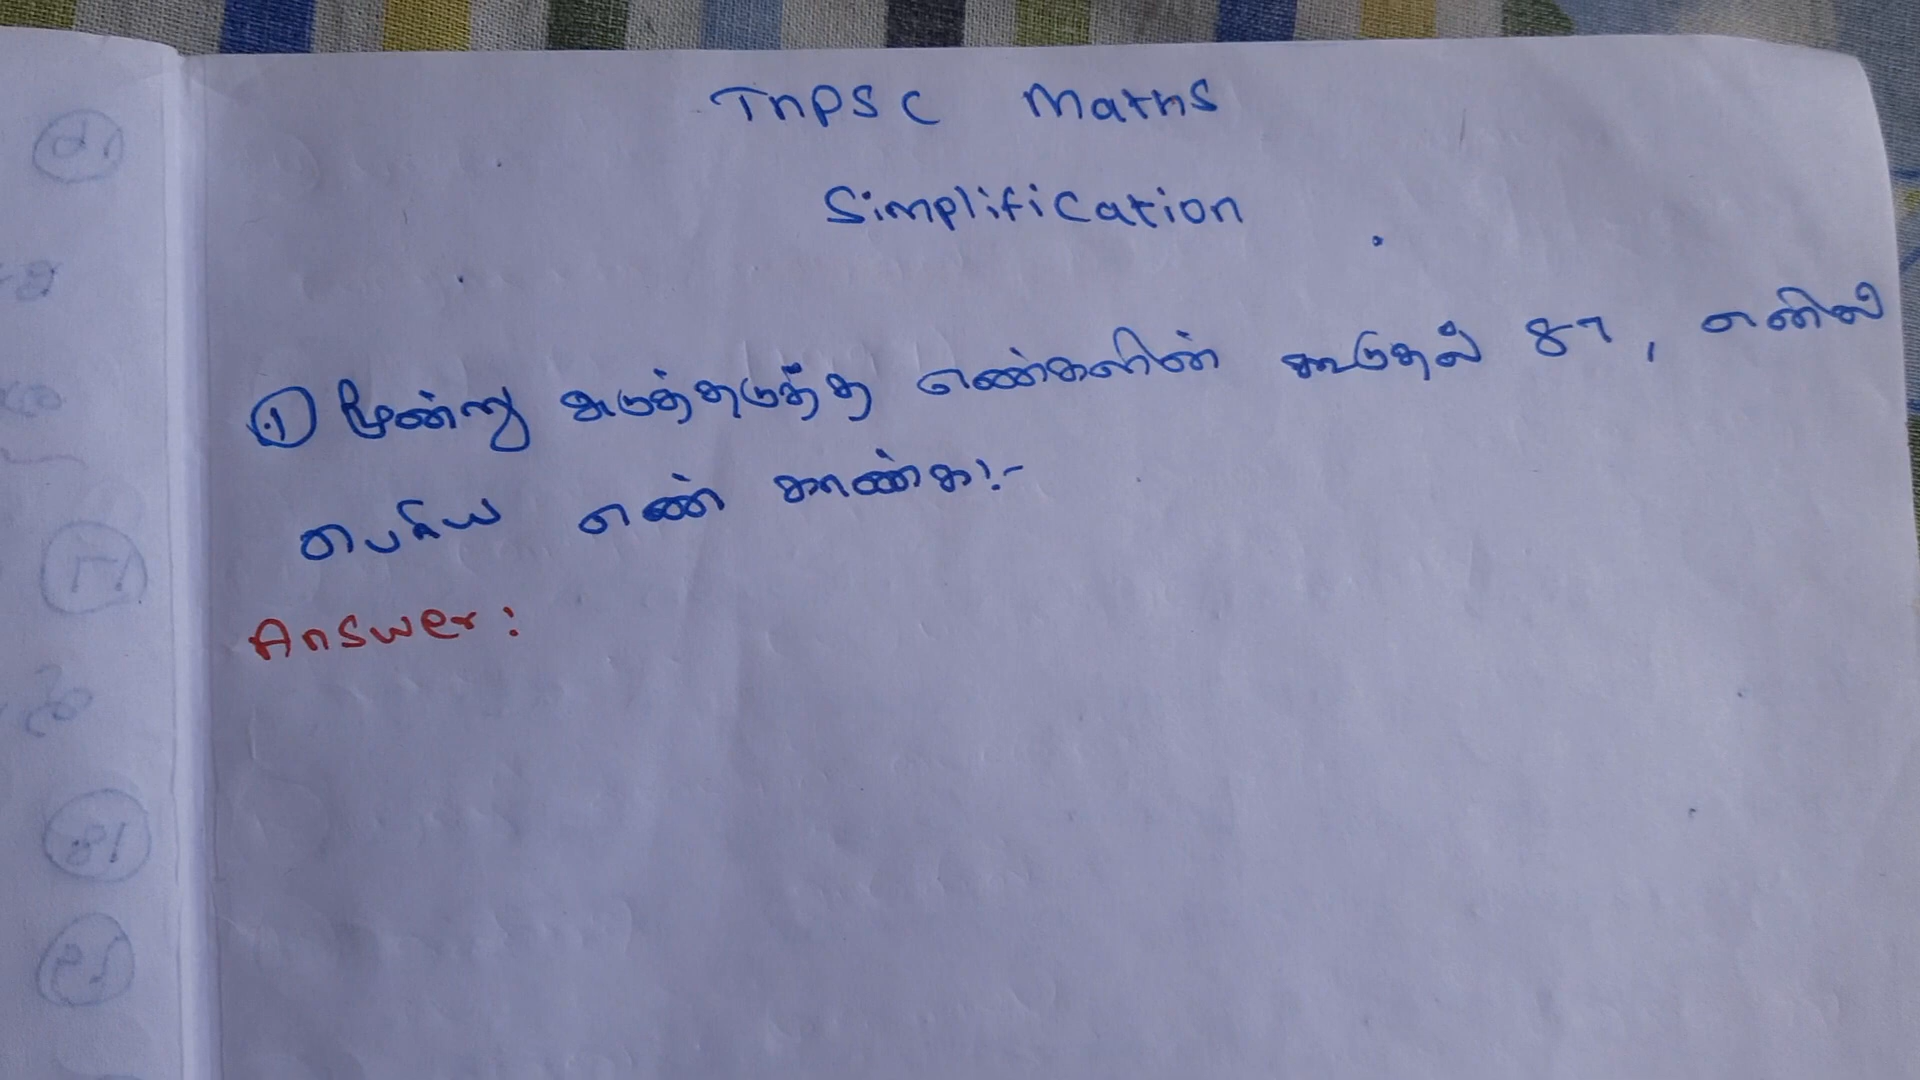 TNPSC Maths
Simplification
① மூன்று அடுத்தடுத்த எண்களின் கூடுதல் 87, எனில்
பெரிய எண் காண்க:-
Answer: